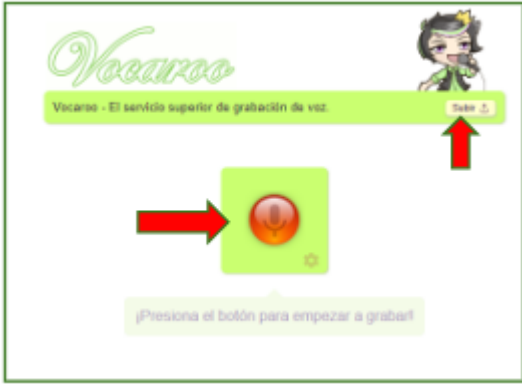 Vocaroo
Vocaroo - El servicio superior de grabación de voz.
Subir
¡Presiona el botón para empezar a grabar!